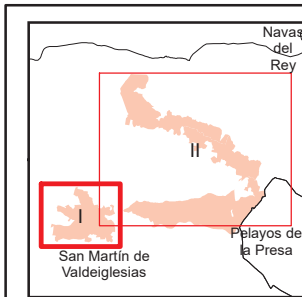 Navas
del
Rey
II
I
Pelayos de
la Presa
San Martín de
Valdeiglesias